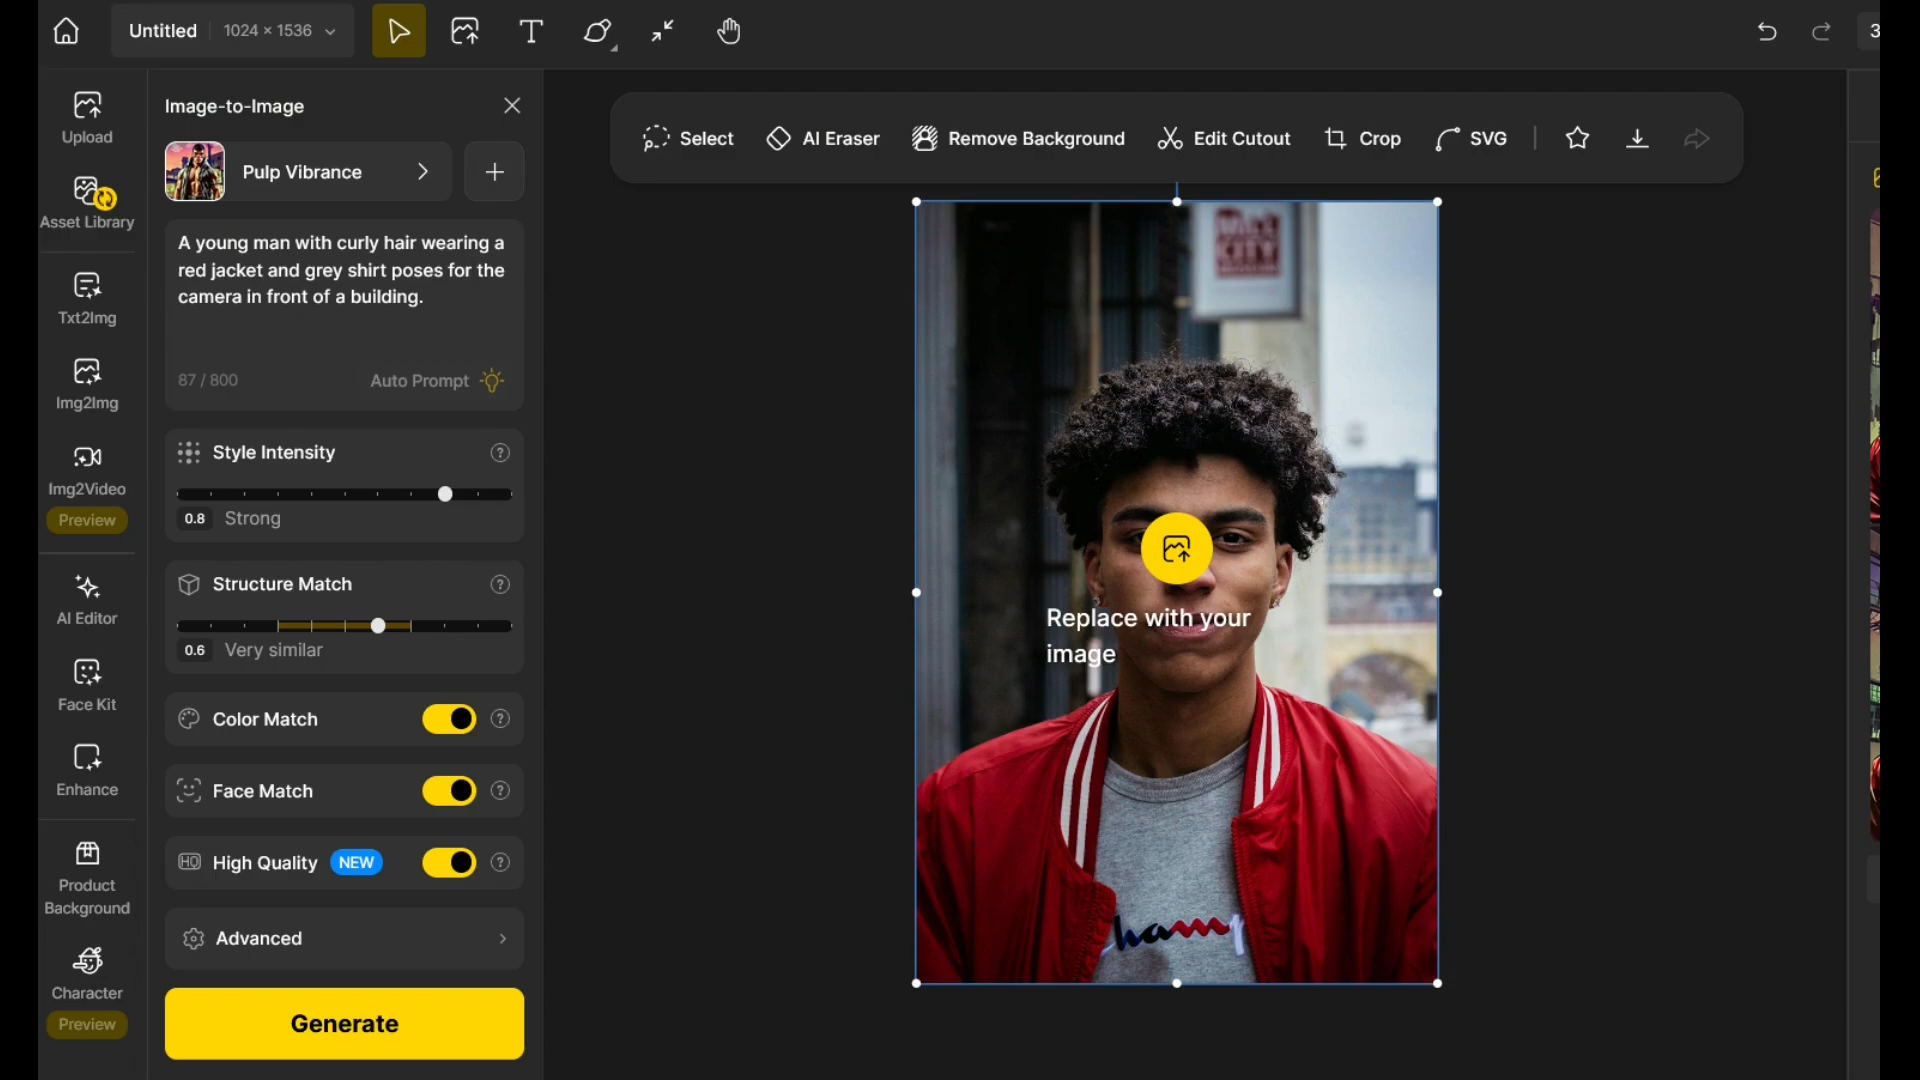 Untitled 1024 × 1536
3
Image-to-Image
Pulp Vibrance
A young man with curly hair wearing a
red jacket and grey shirt poses for the
camera in front of a building.
87 / 800
Auto Prompt
Style Intensity
0.8 Strong
Structure Match
0.6 Very similar
Color Match
Face Match
HQ High Quality NEW
Advanced
Generate
Upload
Asset Library
Txt2Img
Img2Img
Img2Video
Preview
AI Editor
Face Kit
Enhance
Product
Background
Character
Preview
Select
AI Eraser
Remove Background
Edit Cutout
Crop
SVG
CITY
Replace with your
image